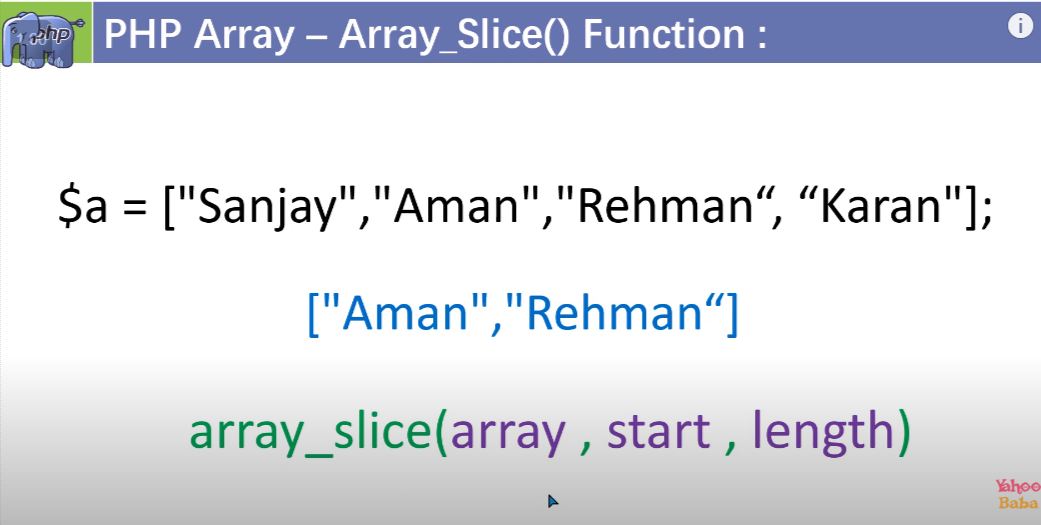 php
PHP Array – Array_Slice() Function :
i
$a = ["Sanjay","Aman","Rehman“, “Karan"];
["Aman","Rehman“]
array_slice(array , start , length)
Yahoo
Baba